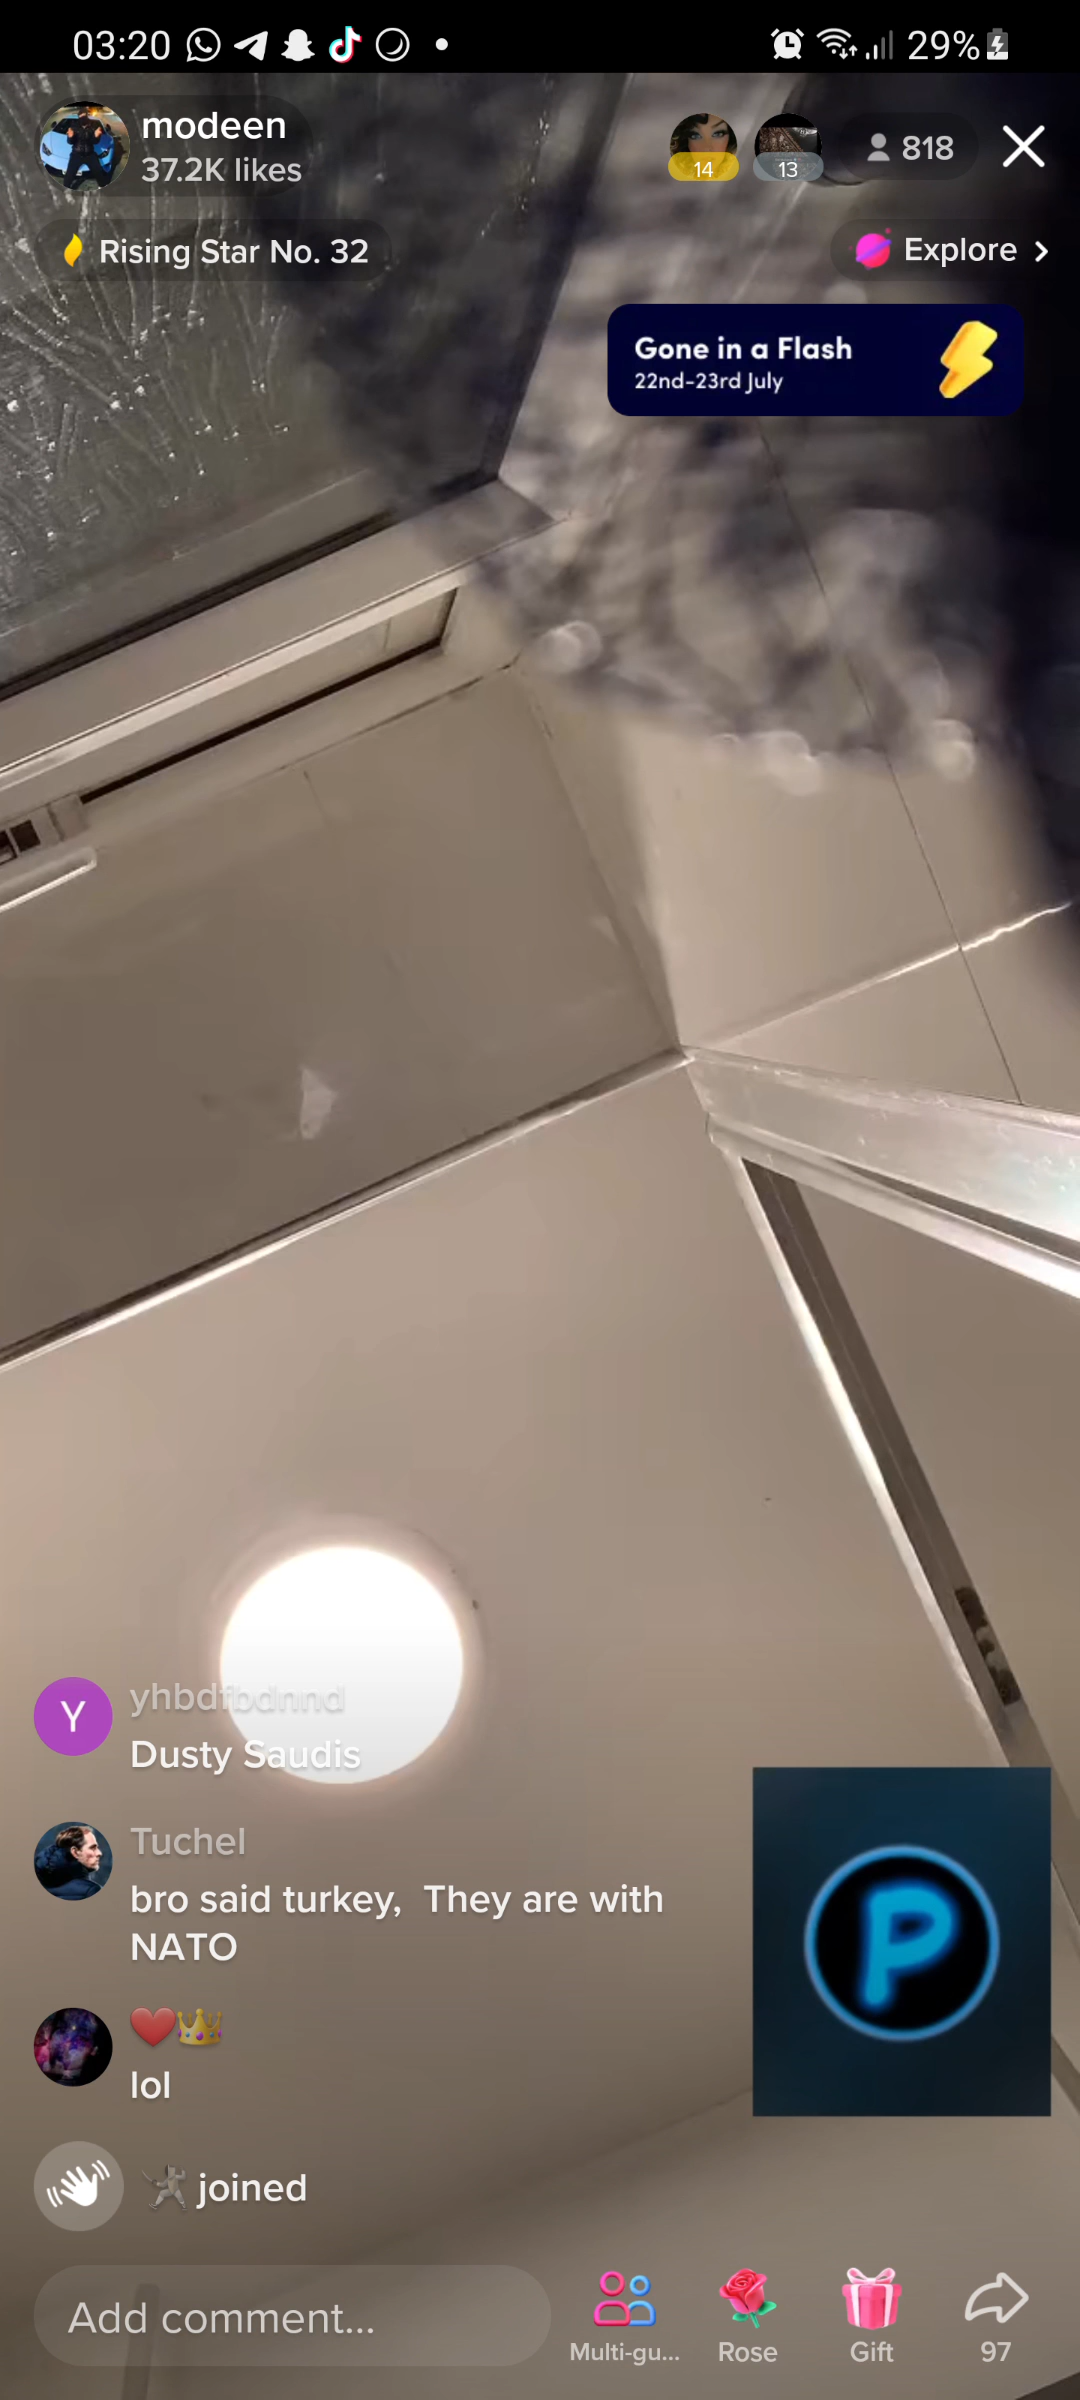 03:20
29%
modeen
37.2K likes
14
13
818
Rising Star No. 32
Explore
Gone in a Flash
22nd-23rd July
Y
yhbdfbdnnd
Dusty Saudis
Tuchel
bro said turkey, They are with
NATO
lol
joined
P
Add comment...
Multi-gu...
Rose
Gift
97